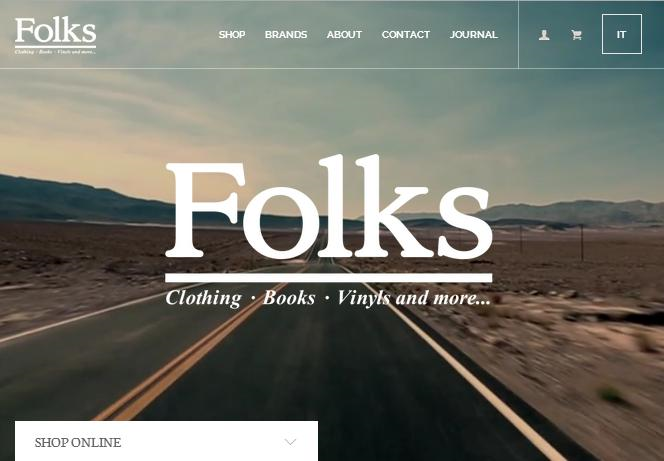 Folks
Clothing · Books · Vinyls and more...
SHOP BRANDS ABOUT CONTACT JOURNAL IT
Folks
Clothing · Books · Vinyls and more...
SHOP ONLINE